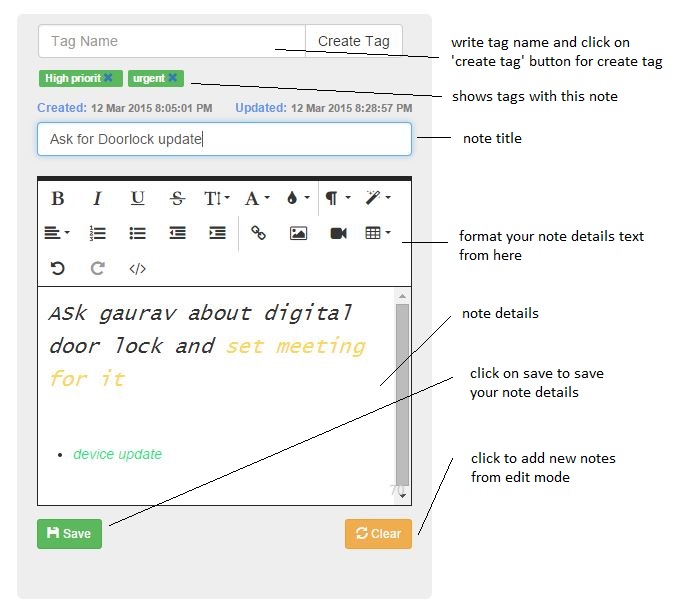 Tag Name
Create Tag
write tag name and click on
'create tag' button for create tag
High priorit
urgent
shows tags with this note
Created: 12 Mar 2015 8:05:01 PM
Updated: 12 Mar 2015 8:28:57 PM
Ask for Doorlock update
note title
B I U S T A ¶
format your note details text
from here
</>
ASk gaurav about digital
door lock and set meeting
for it
note details
click on save to save
your note details
device update
click to add new notes
from edit mode
70
Save
Clear